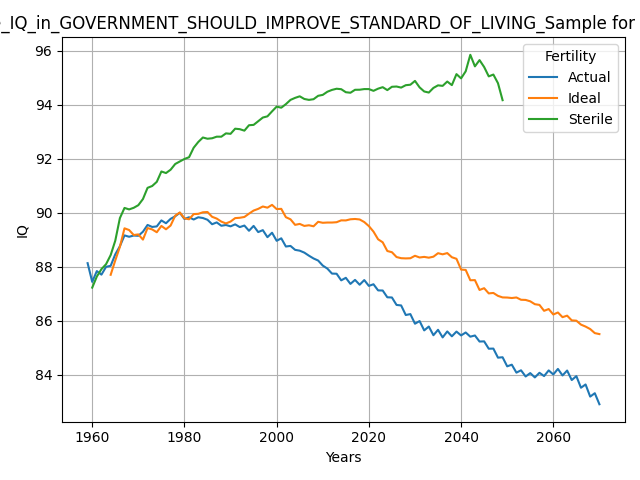 _IQ_in_GOVERNMENT_SHOULD_IMPROVE_STANDARD_OF_LIVING_Sample for
96
94
92
90
88
86
84
IQ
Fertility
Actual
Ideal
Sterile
1960
1980
2000
2020
2040
2060
Years